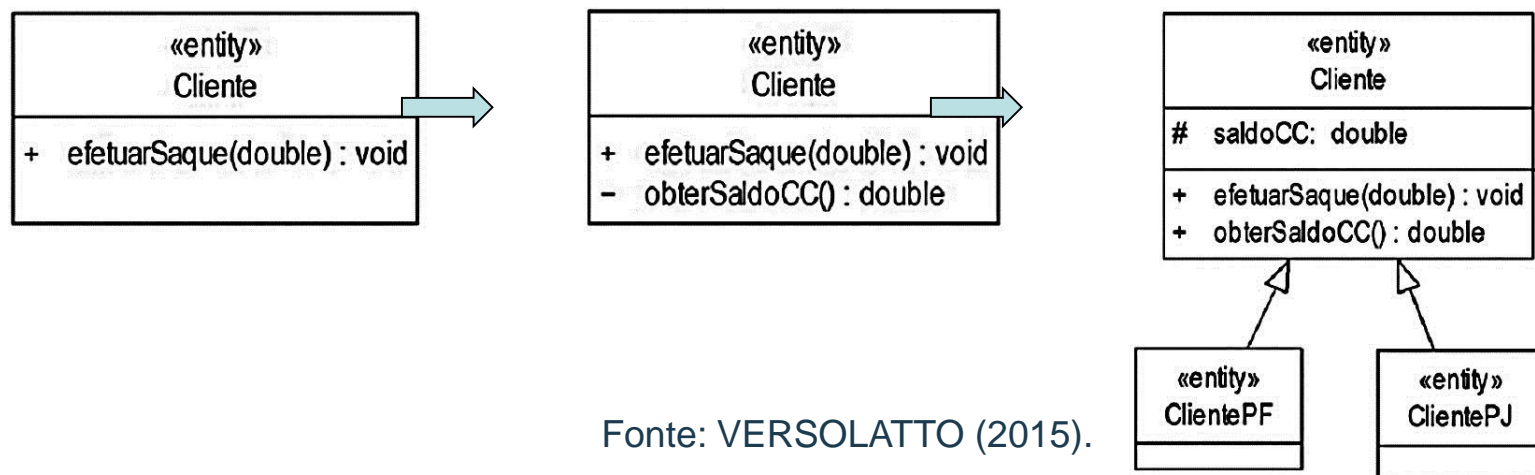 «entity»
Cliente
+ efetuarSaque(double) : void
«entity»
Cliente
+ efetuarSaque(double) : void
– obterSaldoCC() : double
«entity»
Cliente
# saldoCC: double
+ efetuarSaque(double) : void
+ obterSaldoCC() : double
«entity»
ClientePF
«entity»
ClientePJ
Fonte: VERSOLATTO (2015).